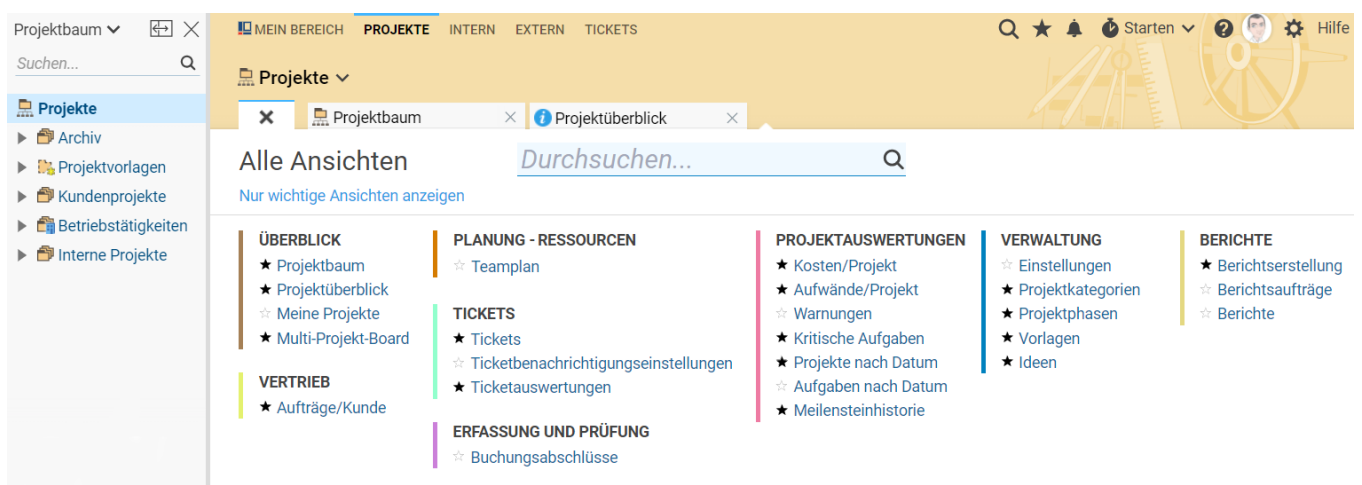 Projektbaum
Suchen...
Projekte
Archiv
Projektvorlagen
Kundenprojekte
Betriebstätigkeiten
Interne Projekte
MEIN BEREICH PROJEKTE INTERN EXTERN TICKETS
Starten
Hilfe
Projekte
Projektbaum
Projektüberblick
Alle Ansichten
Durchsuchen...
Nur wichtige Ansichten anzeigen
ÜBERBLICK
Projektbaum
Projektüberblick
Meine Projekte
Multi-Projekt-Board
VERTRIEB
Aufträge/Kunde
PLANUNG - RESSOURCEN
Teamplan
TICKETS
Tickets
Ticketbenachrichtigungseinstellungen
Ticketauswertungen
ERFASSUNG UND PRÜFUNG
Buchungsabschlüsse
PROJEKTAUSWERTUNGEN
Kosten/Projekt
Aufwände/Projekt
Warnungen
Kritische Aufgaben
Projekte nach Datum
Aufgaben nach Datum
Meilensteinhistorie
VERWALTUNG
Einstellungen
Projektkategorien
Projektphasen
Vorlagen
Ideen
BERICHTE
Berichtserstellung
Berichtsaufträge
Berichte